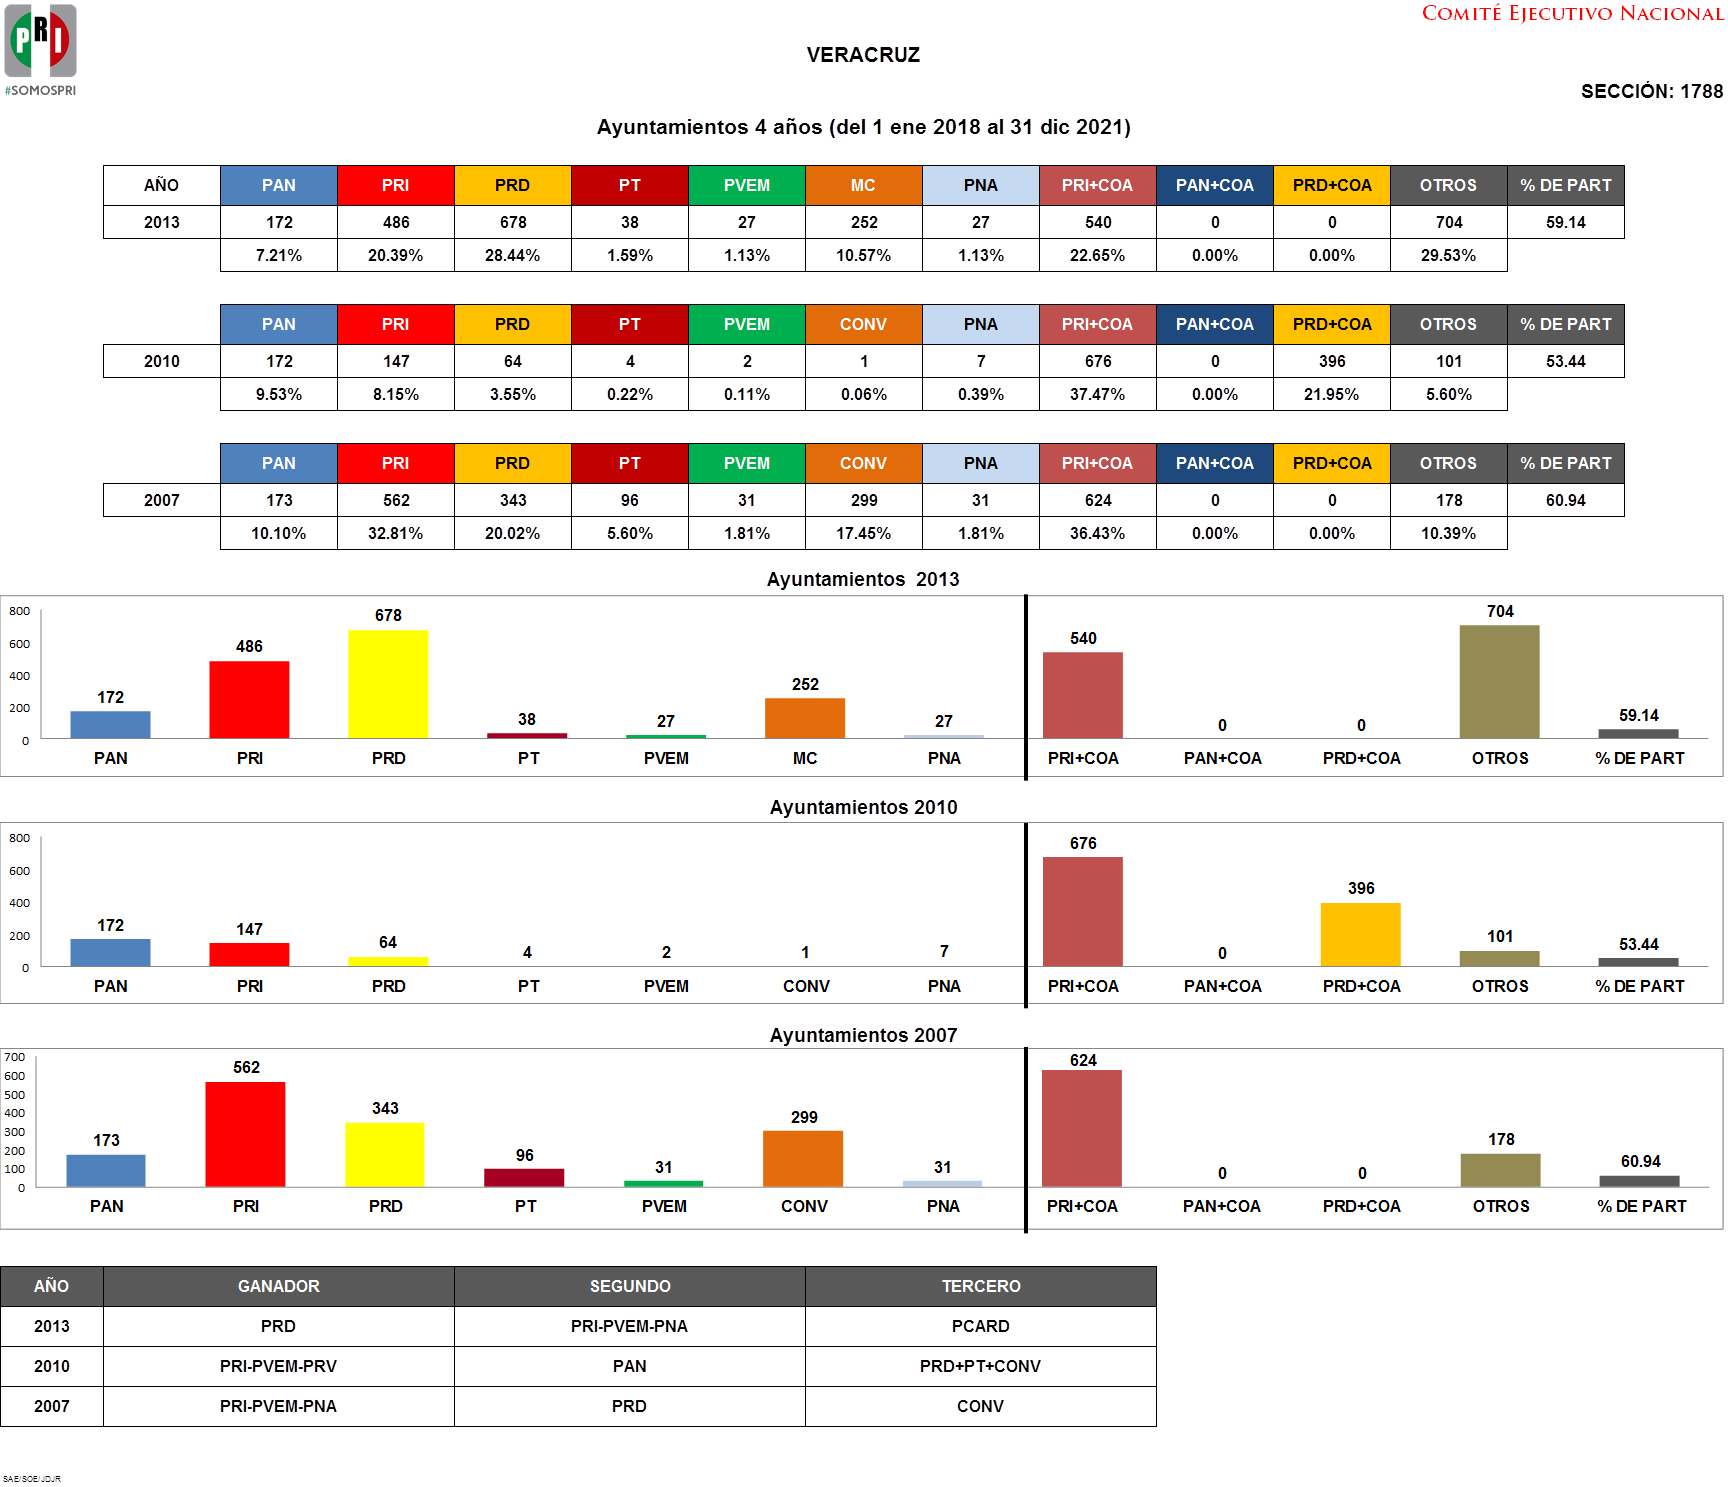 COMITÉ EJECUTIVO NACIONAL
PRI
#SOMOSPRI
VERACRUZ
SECCIÓN: 1788
Ayuntamientos 4 años (del 1 ene 2018 al 31 dic 2021)
AÑO PAN PRI PRD PT PVEM MC PNA PRI+COA PAN+COA PRD+COA OTROS % DE PART
2013 172 486 678 38 27 252 27 540 0 0 704 59.14
7.21% 20.39% 28.44% 1.59% 1.13% 10.57% 1.13% 22.65% 0.00% 0.00% 29.53%
PAN PRI PRD PT PVEM CONV PNA PRI+COA PAN+COA PRD+COA OTROS % DE PART
2010 172 147 64 4 2 1 7 676 0 396 101 53.44
9.53% 8.15% 3.55% 0.22% 0.11% 0.06% 0.39% 37.47% 0.00% 21.95% 5.60%
PAN PRI PRD PT PVEM CONV PNA PRI+COA PAN+COA PRD+COA OTROS % DE PART
2007 173 562 343 96 31 299 31 624 0 0 178 60.94
10.10% 32.81% 20.02% 5.60% 1.81% 17.45% 1.81% 36.43% 0.00% 0.00% 10.39%
Ayuntamientos 2013
800
600
400
200
0
172 486 678 38 27 252 27 540 0 0 704 59.14
PAN PRI PRD PT PVEM MC PNA PRI+COA PAN+COA PRD+COA OTROS % DE PART
Ayuntamientos 2010
800
600
400
200
0
172 147 64 4 2 1 7 676 0 396 101 53.44
PAN PRI PRD PT PVEM CONV PNA PRI+COA PAN+COA PRD+COA OTROS % DE PART
Ayuntamientos 2007
700
600
500
400
300
200
100
0
173 562 343 96 31 299 31 624 0 0 178 60.94
PAN PRI PRD PT PVEM CONV PNA PRI+COA PAN+COA PRD+COA OTROS % DE PART
AÑO GANADOR SEGUNDO TERCERO
2013 PRD PRI-PVEM-PNA PCARD
2010 PRI-PVEM-PRV PAN PRD+PT+CONV
2007 PRI-PVEM-PNA PRD CONV
SAE/SOE/JDJR